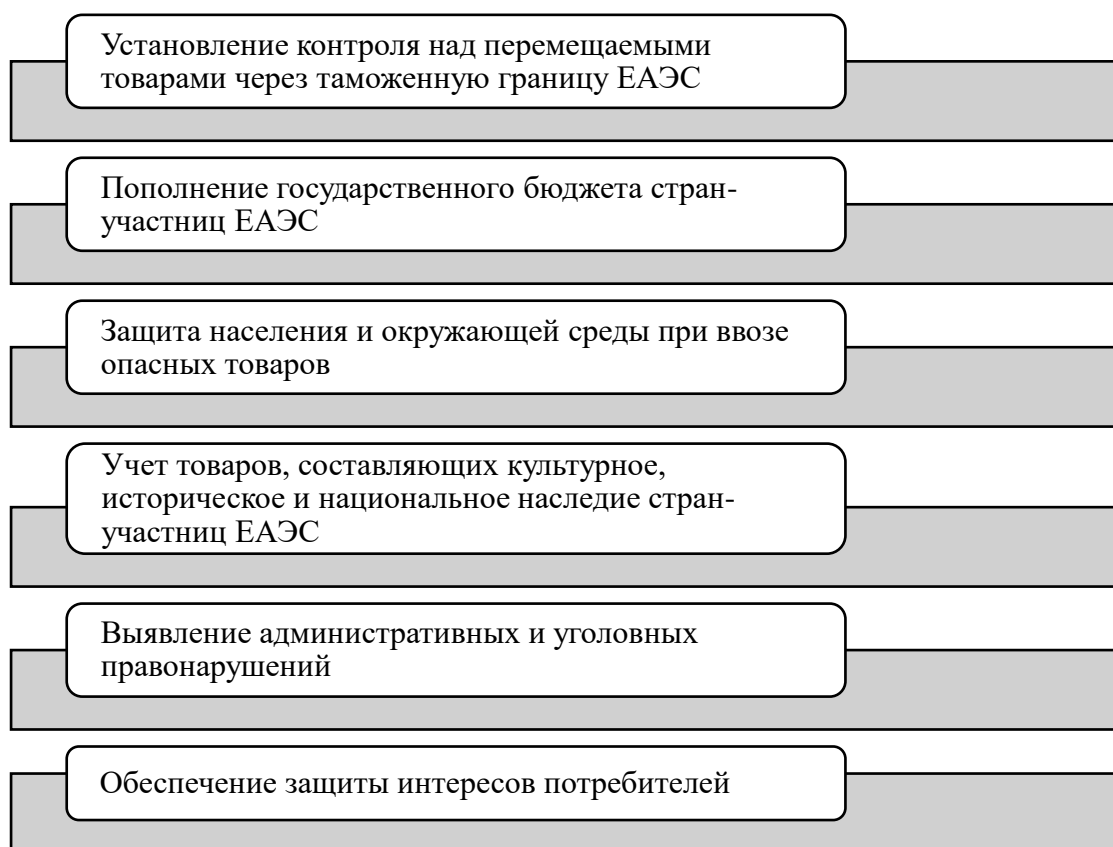 Установление контроля над перемещаемыми
товарами через таможенную границу ЕАЭС
Пополнение государственного бюджета стран-
участниц ЕАЭС
Защита населения и окружающей среды при ввозе
опасных товаров
Учет товаров, составляющих культурное,
историческое и национальное наследие стран-
участниц ЕАЭС
Выявление административных и уголовных
правонарушений
Обеспечение защиты интересов потребителей